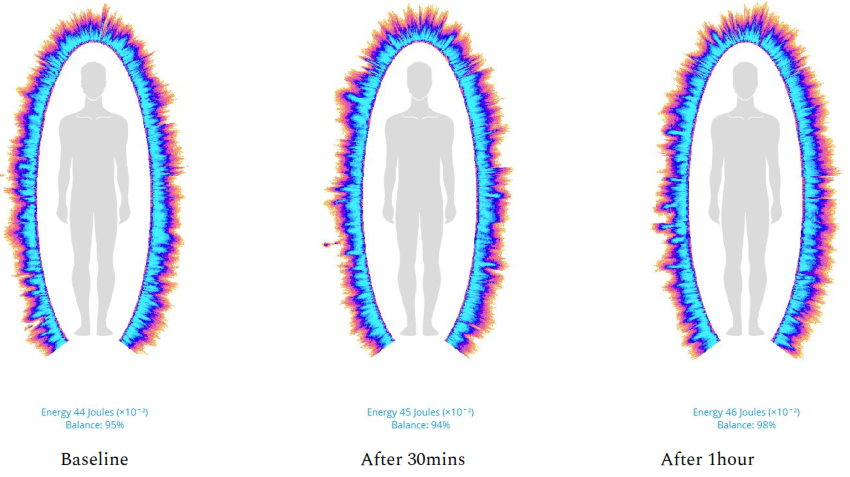 Energy 44 Joules (×10⁻²)
Balance: 95%
Baseline
Energy 45 Joules (×10⁻²)
Balance: 94%
After 30mins
Energy 46 Joules (×10⁻²)
Balance: 98%
After 1hour